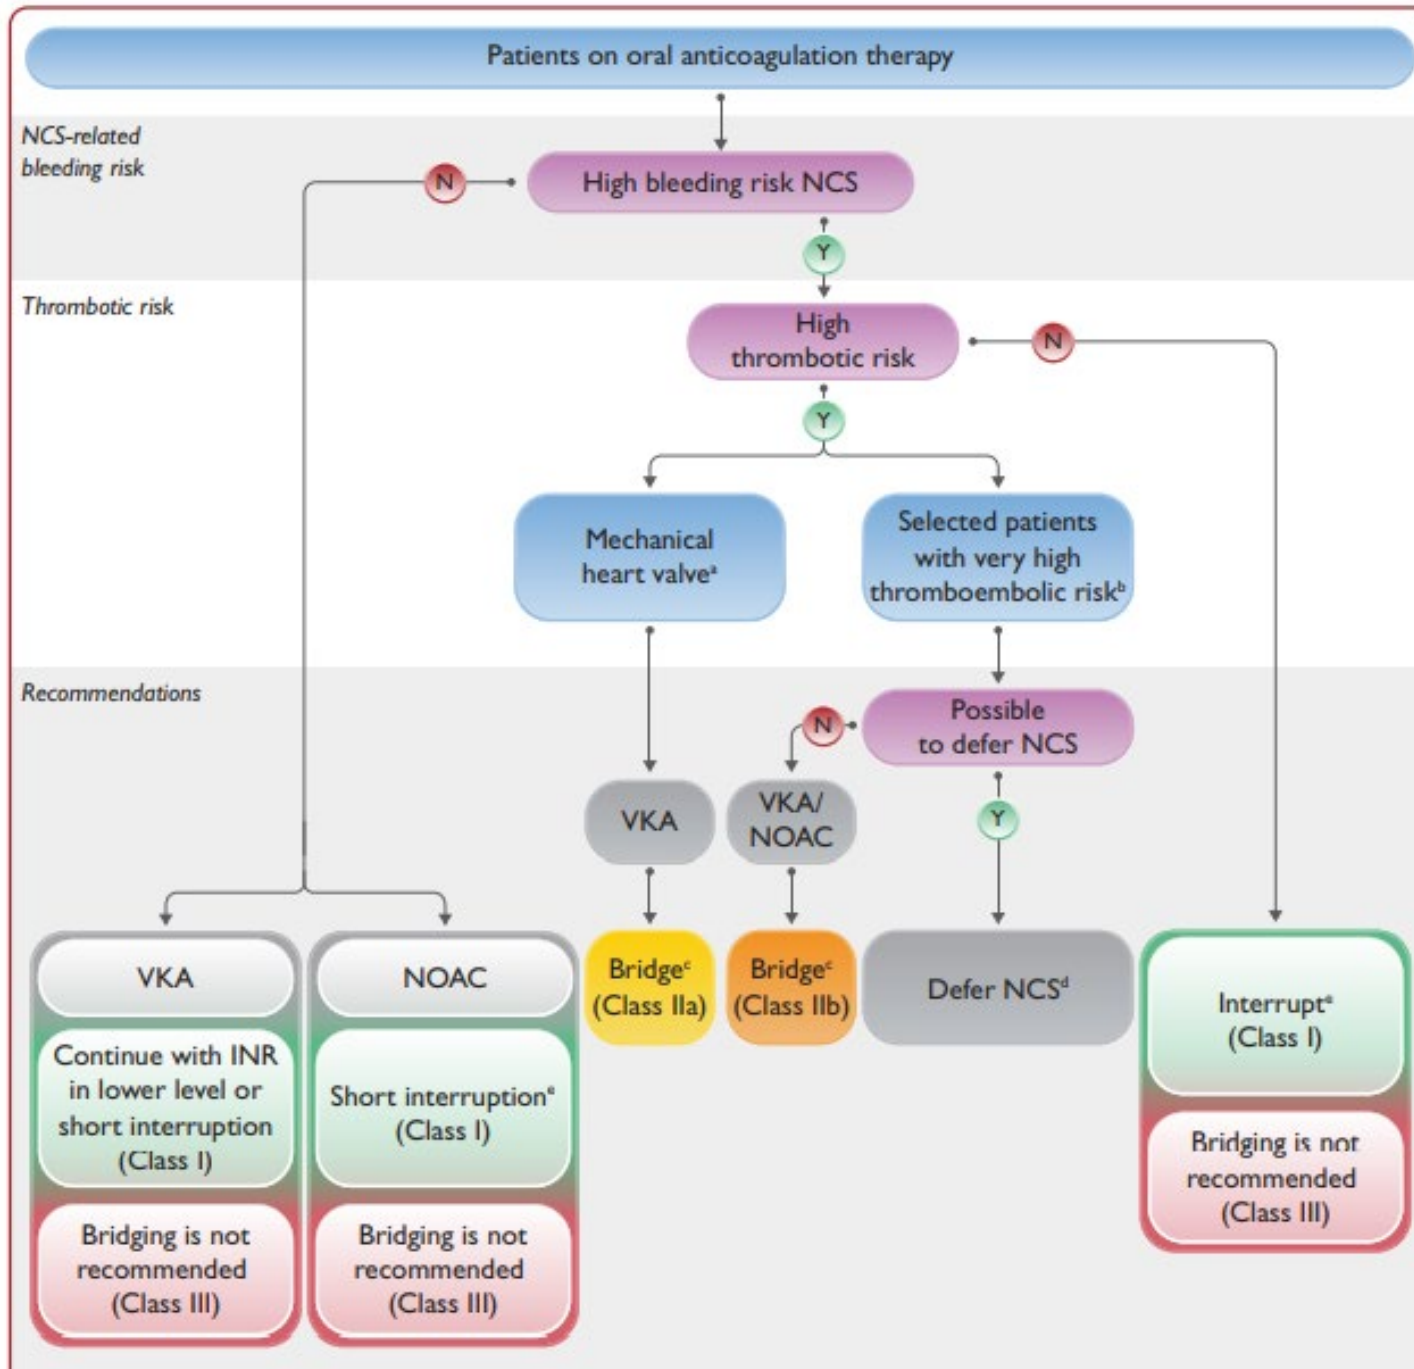 Patients on oral anticoagulation therapy
NCS-related
bleeding risk
N
High bleeding risk NCS
Y
Thrombotic risk
High
thrombotic risk
N
Y
Mechanical
heart valveᵃ
Selected patients
with very high
thromboembolic riskᵇ
Recommendations
N
Possible
to defer NCS
VKA
VKA/
NOAC
Y
VKA
Continue with INR
in lower level or
short interruption
(Class I)
Bridging is not
recommended
(Class III)
NOAC
Short interruptionᵉ
(Class I)
Bridging is not
recommended
(Class III)
Bridgeᶜ
(Class IIa)
Bridgeᶜ
(Class IIb)
Defer NCSᵈ
Interruptᵉ
(Class I)
Bridging is not
recommended
(Class III)